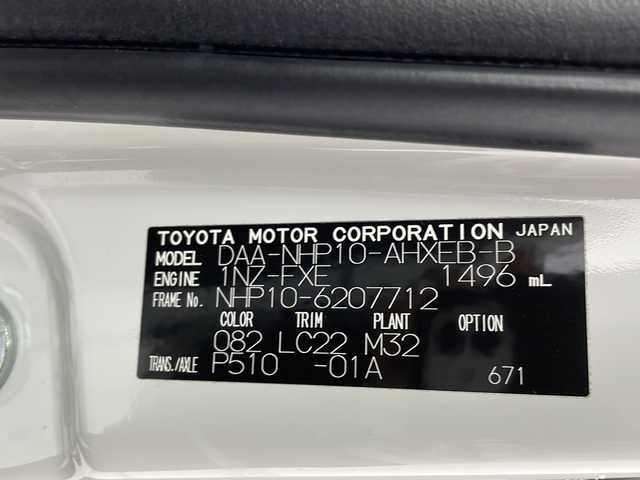 TOYOTA MOTOR CORPORATION JAPAN
MODEL DAA-NHP10-AHXEB-B
ENGINE 1NZ-FXE 1496 mL
FRAME No. NHP10-6207712
COLOR TRIM PLANT OPTION
082 LC22 M32
TRANS./AXLE P510 -01A 671